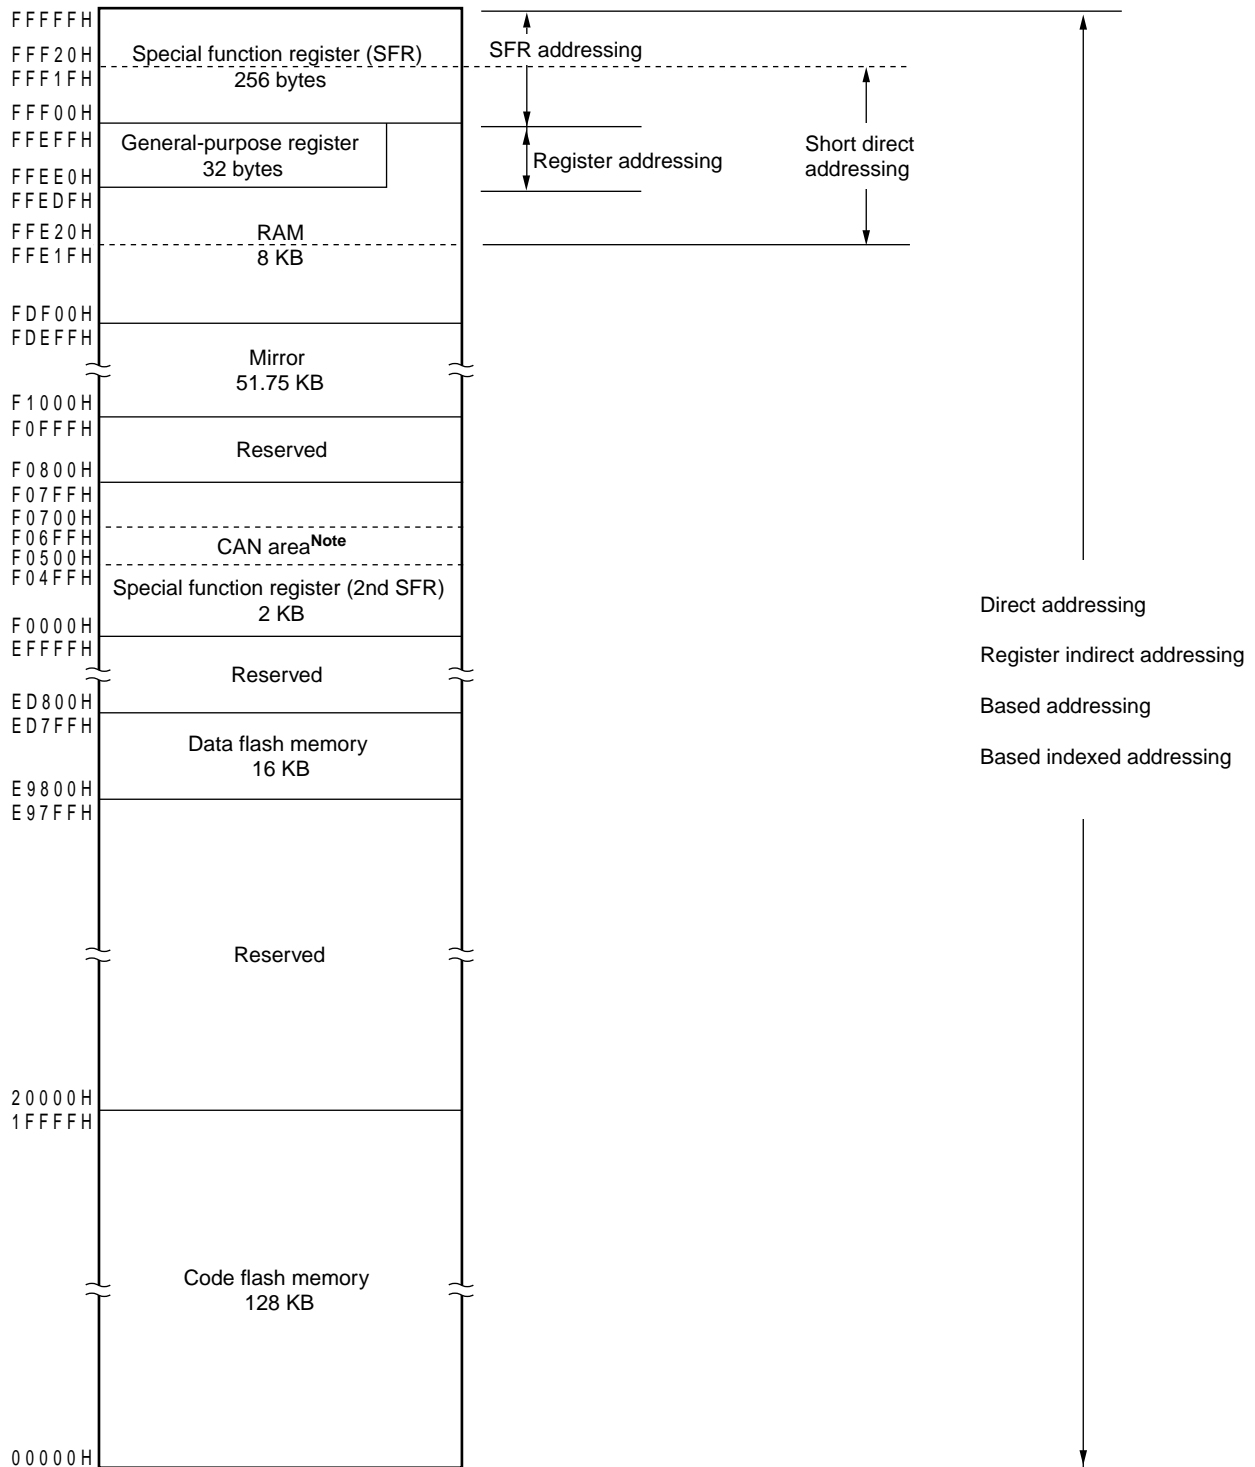 FFFFFH
FFF20H
FFF1FH
FFF00H
FFEFFH
FFEE0H
FFEDFH
FFE20H
FFE1FH
FDF00H
FDEFFH
F1000H
F0FFFH
F0800H
F07FFH
F0700H
F06FFH
F0500H
F04FFH
F0000H
EFFFFH
ED800H
ED7FFH
E9800H
E97FFH
20000H
1FFFFH
00000H
Special function register (SFR)
256 bytes
General-purpose register
32 bytes
RAM
8 KB
Mirror
51.75 KB
Reserved
CAN areaNote
Special function register (2nd SFR)
2 KB
Reserved
Data flash memory
16 KB
Reserved
Code flash memory
128 KB
SFR addressing
Register addressing
Short direct
addressing
Direct addressing
Register indirect addressing
Based addressing
Based indexed addressing